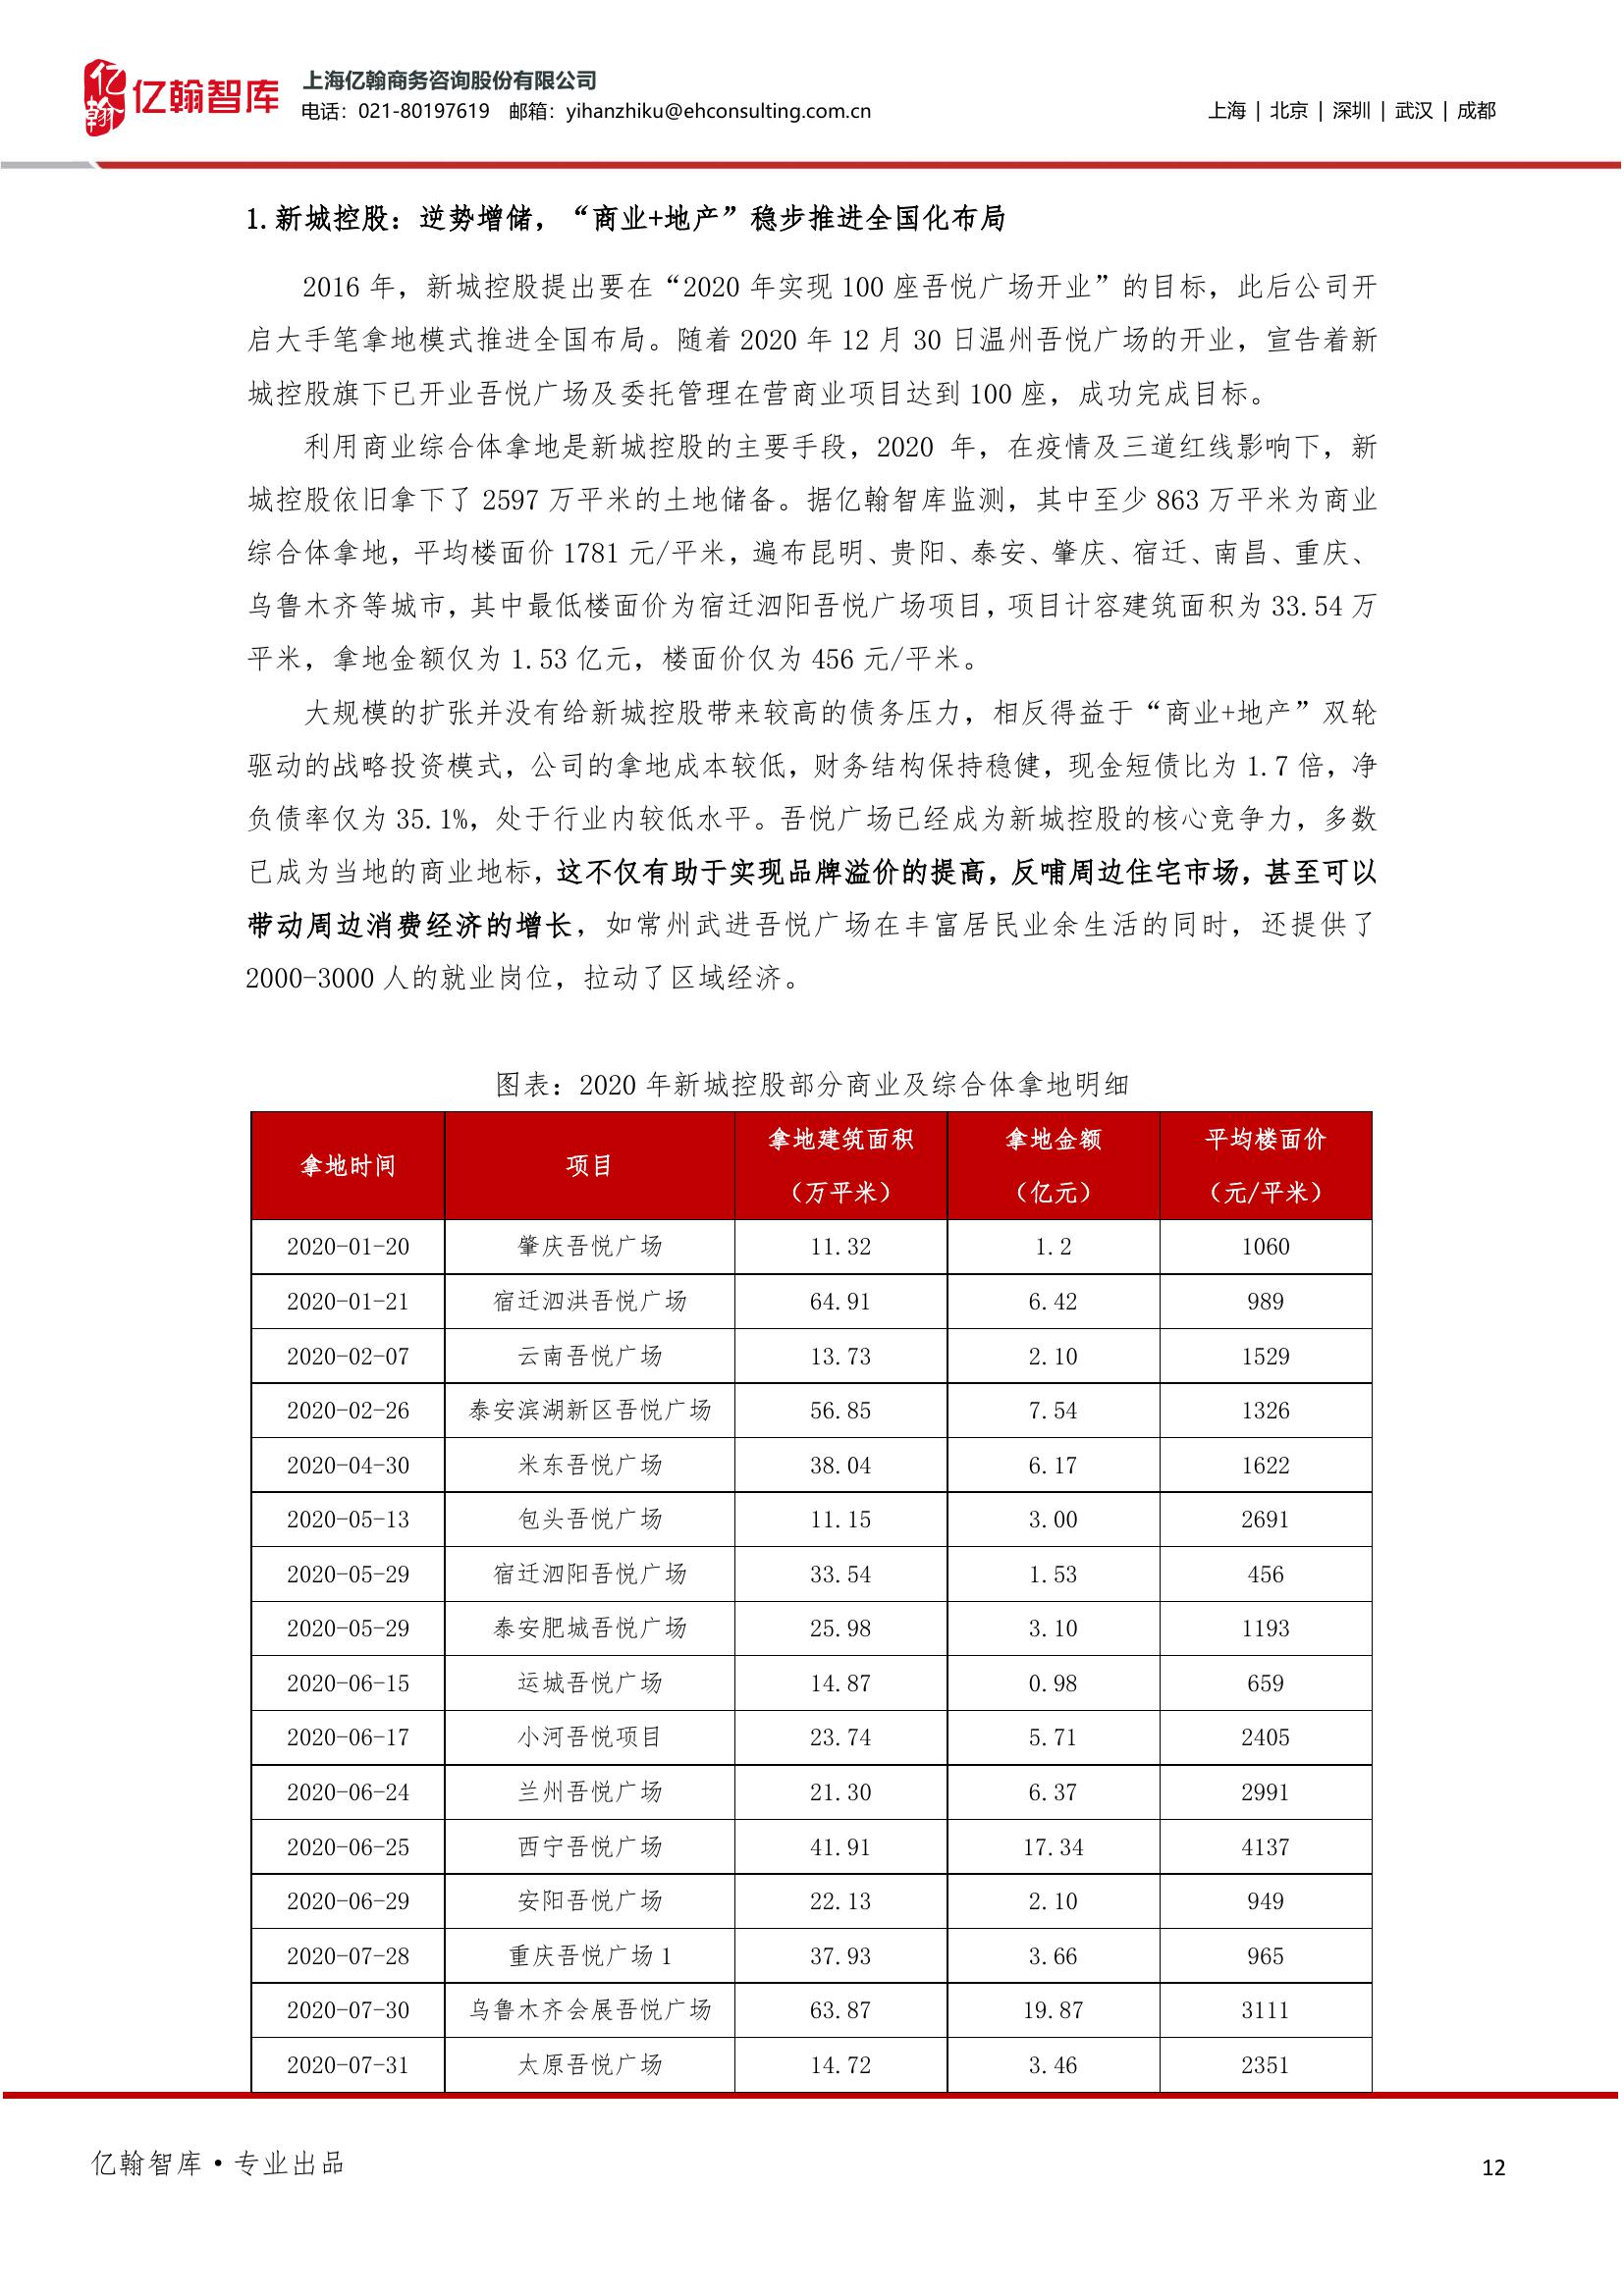 亿翰
亿翰智库
上海亿翰商务咨询股份有限公司
电话：021-80197619 邮箱：yihanzhiku@ehconsulting.com.cn
上海 | 北京 | 深圳 | 武汉 | 成都
1.新城控股：逆势增储，“商业+地产”稳步推进全国化布局
2016 年，新城控股提出要在“2020 年实现 100 座吾悦广场开业”的目标，此后公司开
启大手笔拿地模式推进全国布局。随着 2020 年 12 月 30 日温州吾悦广场的开业，宣告着新
城控股旗下已开业吾悦广场及委托管理在营商业项目达到 100 座，成功完成目标。
利用商业综合体拿地是新城控股的主要手段，2020 年，在疫情及三道红线影响下，新
城控股依旧拿下了 2597 万平米的土地储备。据亿翰智库监测，其中至少 863 万平米为商业
综合体拿地，平均楼面价 1781 元/平米，遍布昆明、贵阳、泰安、肇庆、宿迁、南昌、重庆、
乌鲁木齐等城市，其中最低楼面价为宿迁泗阳吾悦广场项目，项目计容建筑面积为 33.54 万
平米，拿地金额仅为 1.53 亿元，楼面价仅为 456 元/平米。
大规模的扩张并没有给新城控股带来较高的债务压力，相反得益于“商业+地产”双轮
驱动的战略投资模式，公司的拿地成本较低，财务结构保持稳健，现金短债比为 1.7 倍，净
负债率仅为 35.1%，处于行业内较低水平。吾悦广场已经成为新城控股的核心竞争力，多数
已成为当地的商业地标，这不仅有助于实现品牌溢价的提高，反哺周边住宅市场，甚至可以
带动周边消费经济的增长，如常州武进吾悦广场在丰富居民业余生活的同时，还提供了
2000-3000 人的就业岗位，拉动了区域经济。
图表：2020 年新城控股部分商业及综合体拿地明细
拿地时间 项目 拿地建筑面积（万平米） 拿地金额（亿元） 平均楼面价（元/平米）
2020-01-20 肇庆吾悦广场 11.32 1.2 1060
2020-01-21 宿迁泗洪吾悦广场 64.91 6.42 989
2020-02-07 云南吾悦广场 13.73 2.10 1529
2020-02-26 泰安滨湖新区吾悦广场 56.85 7.54 1326
2020-04-30 米东吾悦广场 38.04 6.17 1622
2020-05-13 包头吾悦广场 11.15 3.00 2691
2020-05-29 宿迁泗阳吾悦广场 33.54 1.53 456
2020-05-29 泰安肥城吾悦广场 25.98 3.10 1193
2020-06-15 运城吾悦广场 14.87 0.98 659
2020-06-17 小河吾悦项目 23.74 5.71 2405
2020-06-24 兰州吾悦广场 21.30 6.37 2991
2020-06-25 西宁吾悦广场 41.91 17.34 4137
2020-06-29 安阳吾悦广场 22.13 2.10 949
2020-07-28 重庆吾悦广场 1 37.93 3.66 965
2020-07-30 乌鲁木齐会展吾悦广场 63.87 19.87 3111
2020-07-31 太原吾悦广场 14.72 3.46 2351
亿翰智库·专业出品
12